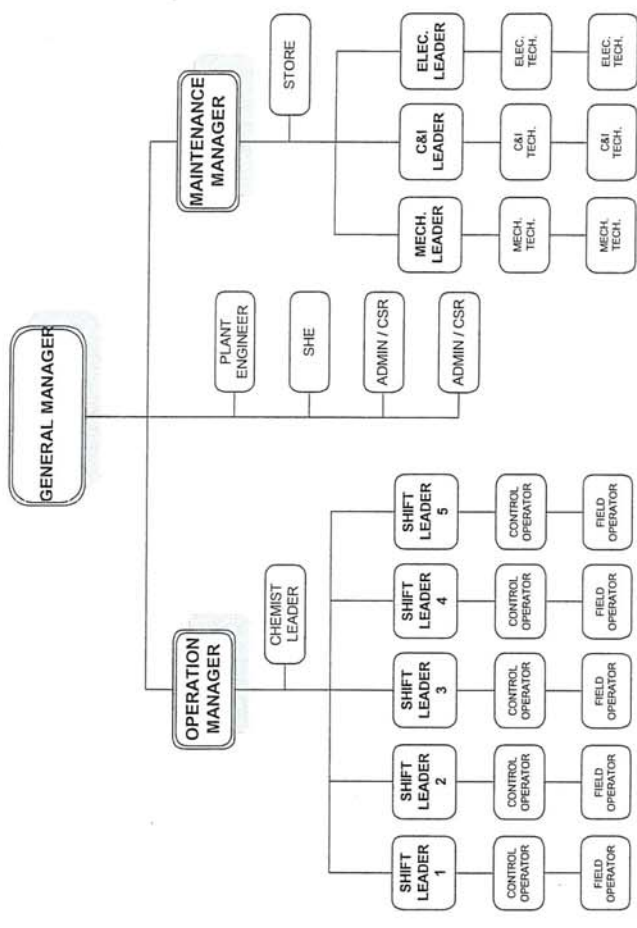 GENERAL MANAGER
OPERATION
MANAGER
MAINTENANCE
MANAGER
CHEMIST
LEADER
PLANT
ENGINEER
SHE
ADMIN / CSR
ADMIN / CSR
STORE
SHIFT
LEADER
1
SHIFT
LEADER
2
SHIFT
LEADER
3
SHIFT
LEADER
4
SHIFT
LEADER
5
MECH.
LEADER
C&I
LEADER
ELEC.
LEADER
CONTROL
OPERATOR
CONTROL
OPERATOR
CONTROL
OPERATOR
CONTROL
OPERATOR
CONTROL
OPERATOR
MECH.
TECH.
C&I
TECH.
ELEC.
TECH.
FIELD
OPERATOR
FIELD
OPERATOR
FIELD
OPERATOR
FIELD
OPERATOR
FIELD
OPERATOR
MECH.
TECH.
C&I
TECH.
ELEC.
TECH.